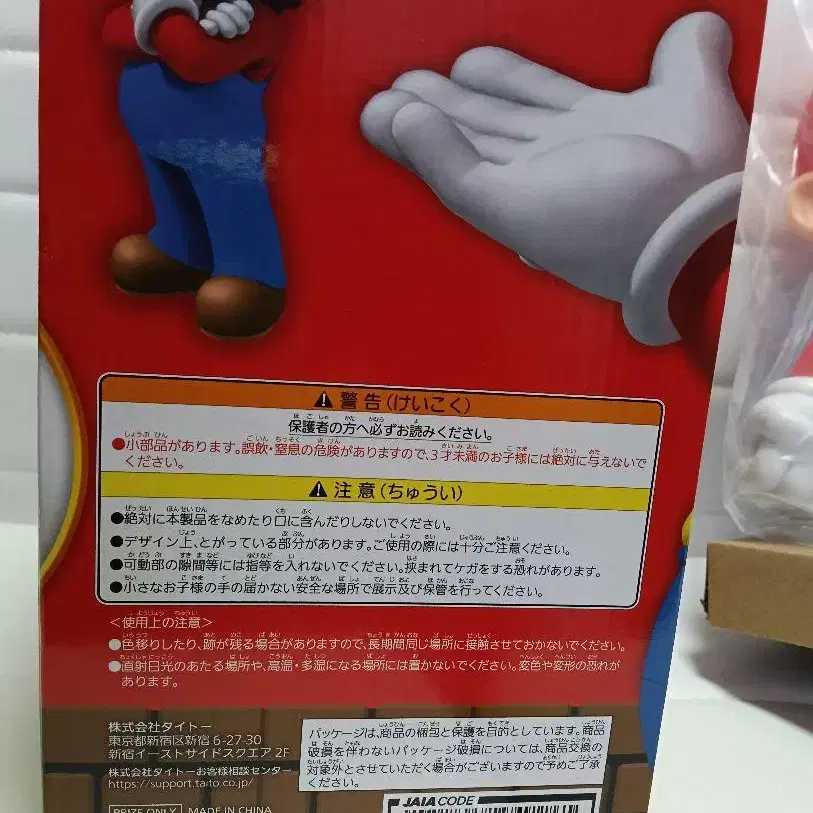 ⚠警告(けいこく)
保護者の方へ必ずお読みください。
●小部品があります。誤飲・窒息の危険がありますので、3才未満のお子様には絶対に与えないで
ください。
⚠注意(ちゅうい)
●絶対に本製品をなめたり口に含んだりしないでください。
●デザイン上、とがっている部分があります。ご使用の際には十分ご注意ください。
●可動部の隙間等には指等を入れないでください。挟まれてケガをする恐れがあります。
●小さなお子様の手の届かない安全な場所で展示及び保管を行ってください。
<使用上の注意>
●色移りしたり、跡が残る場合がありますので、長期間同じ場所に接触させておかないでください。
●直射日光のあたる場所や、高温・多湿になる場所には置かないでください。変色や変形の恐れが
あります。
株式会社タイトー
東京都新宿区新宿 6-27-30
新宿イーストサイドスクエア 2F
株式会社タイトーお客様相談センター
https://support.taito.co.jp/
パッケージは、商品の梱包と保護を目的としています。商品
破損を伴わないパッケージ破損については、商品交換の
対象外とさせていただく場合がございますので予めご了承
ください。
PRIZE ONLY MADE IN CHINA
JAIA CODE